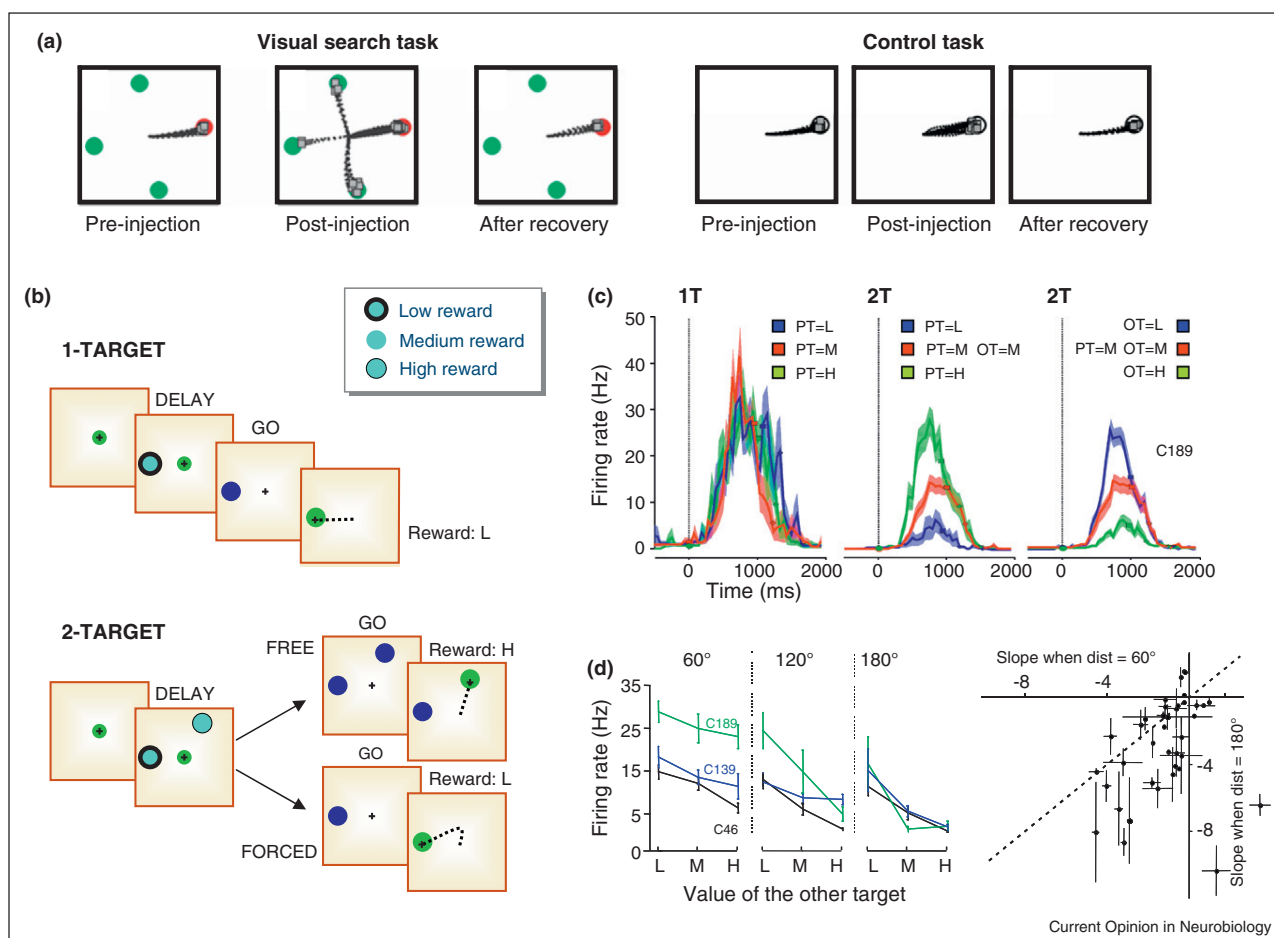 (a)
Visual search task
Control task
Pre-injection
Post-injection
After recovery
Pre-injection
Post-injection
After recovery
(b)
Low reward
Medium reward
High reward
1-TARGET
DELAY
GO
Reward: L
2-TARGET
DELAY
FREE
GO
Reward: H
GO
Reward: L
FORCED
(c)
1T
2T
2T
Firing rate (Hz)
50
40
30
20
10
0
PT=L
PT=M
PT=H
PT=L
PT=M OT=M
PT=H
OT=L
PT=M OT=M
OT=H
C189
0 1000 2000
0 1000 2000
0 1000 2000
Time (ms)
(d)
60° 120° 180°
Firing rate (Hz)
35
25
15
5
0
C189
C139
C46
L M H
L M H
L M H
Value of the other target
Slope when dist = 60°
-8 -4
-4
-8
Slope when dist = 180°
Current Opinion in Neurobiology